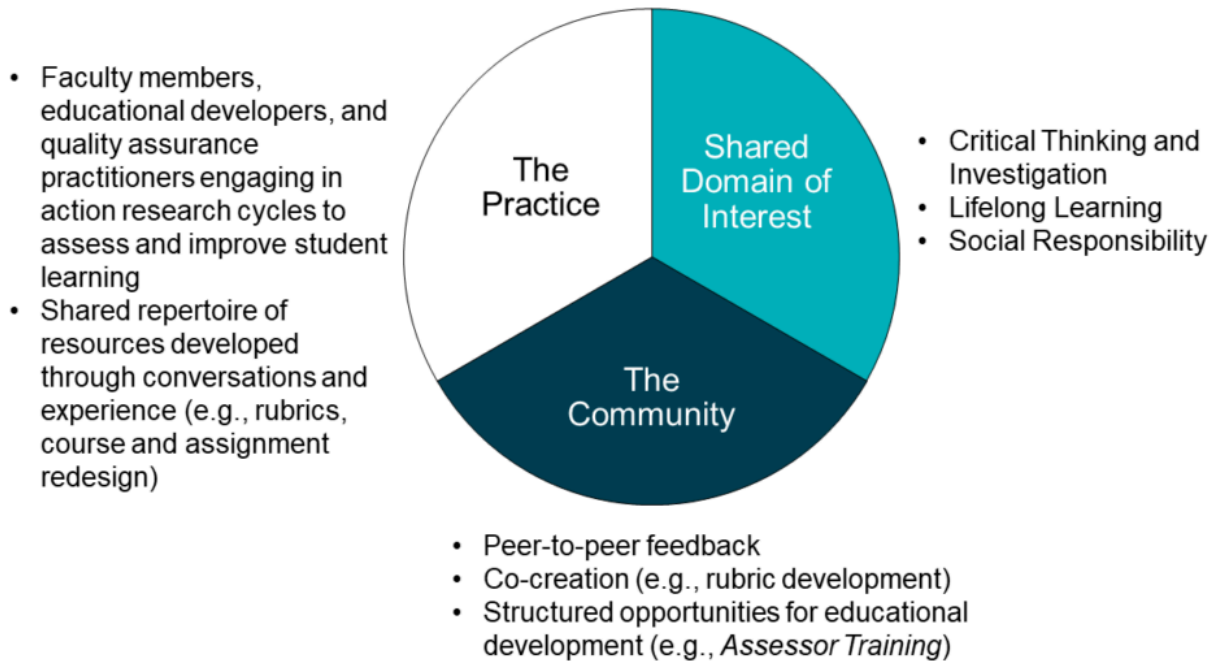 • Faculty members,
educational developers, and
quality assurance
practitioners engaging in
action research cycles to
assess and improve student
learning
• Shared repertoire of
resources developed
through conversations and
experience (e.g., rubrics,
course and assignment
redesign)
The
Practice
Shared
Domain of
Interest
• Critical Thinking and
Investigation
• Lifelong Learning
• Social Responsibility
The
Community
• Peer-to-peer feedback
• Co-creation (e.g., rubric development)
• Structured opportunities for educational
development (e.g., Assessor Training)